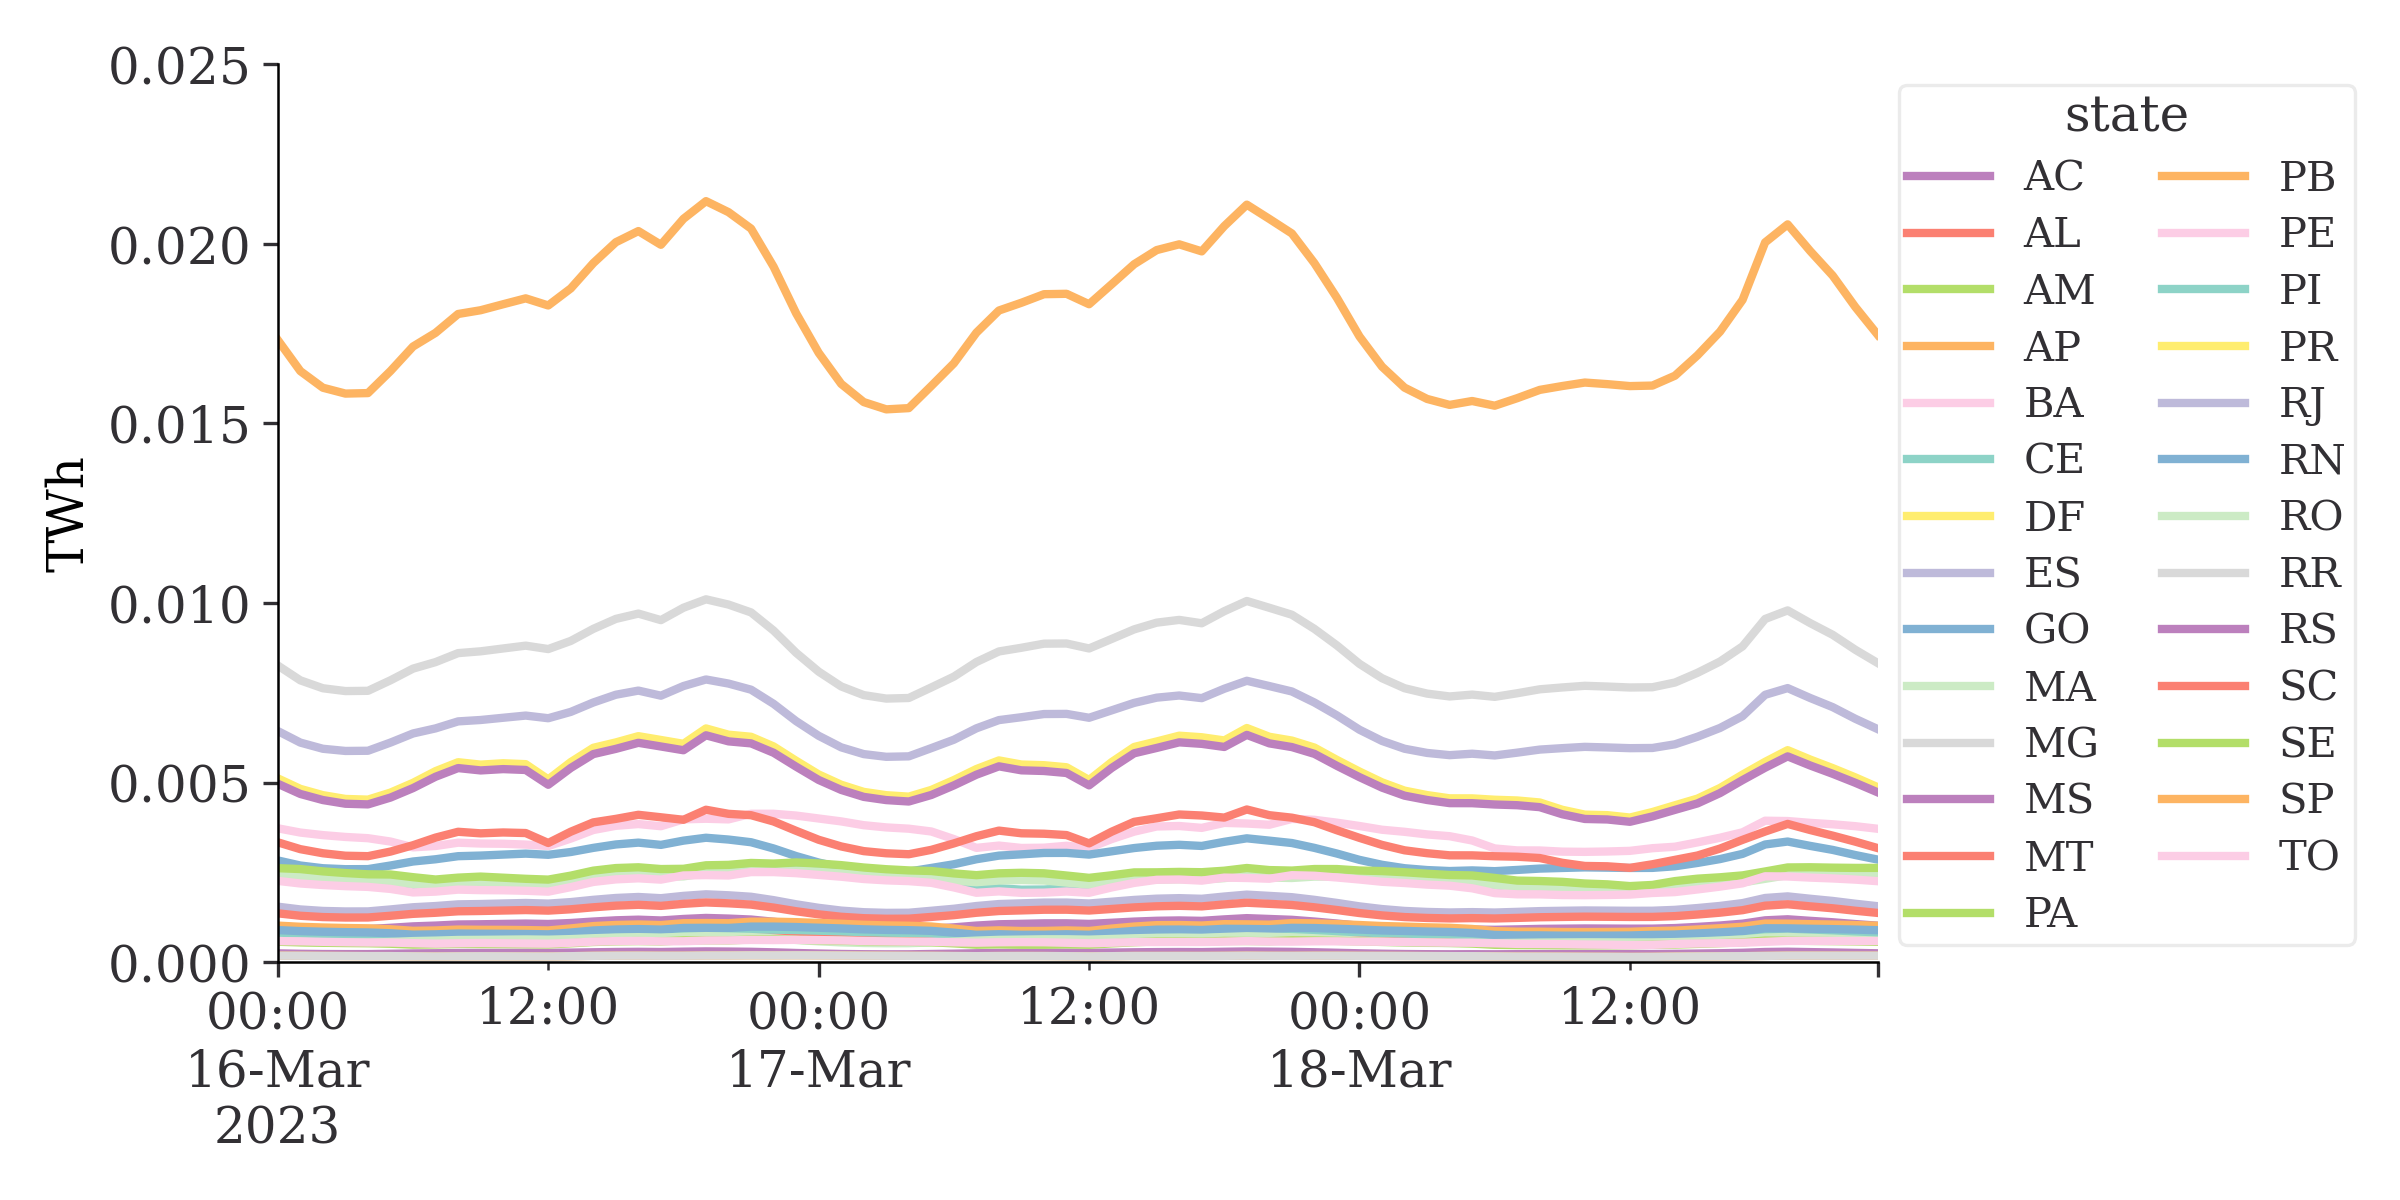 0.025
0.020
0.015
0.010
0.005
0.000
TWh
00:00
16-Mar
2023
12:00
00:00
17-Mar
12:00
00:00
18-Mar
12:00
state
AC
AL
AM
AP
BA
CE
DF
ES
GO
MA
MG
MS
MT
PA
PB
PE
PI
PR
RJ
RN
RO
RR
RS
SC
SE
SP
TO